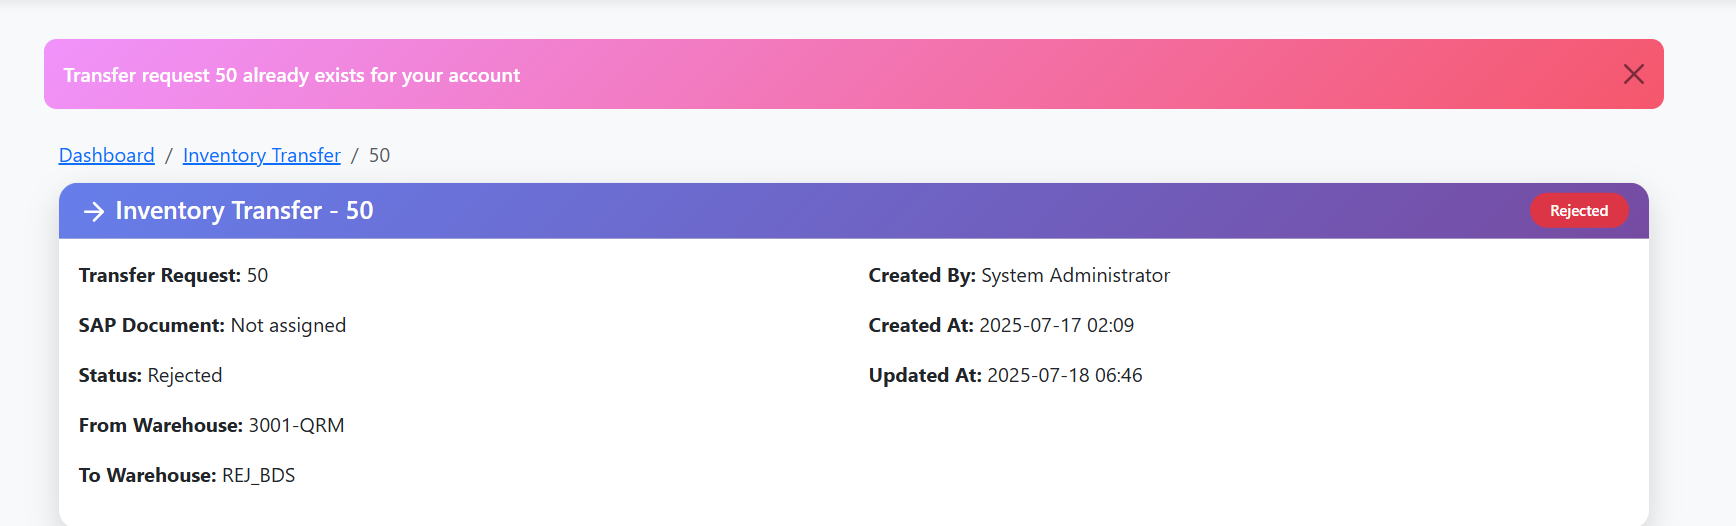 Transfer request 50 already exists for your account
Dashboard / Inventory Transfer / 50
Inventory Transfer - 50
Rejected
Transfer Request: 50
Created By: System Administrator
SAP Document: Not assigned
Created At: 2025-07-17 02:09
Status: Rejected
Updated At: 2025-07-18 06:46
From Warehouse: 3001-QRM
To Warehouse: REJ_BDS